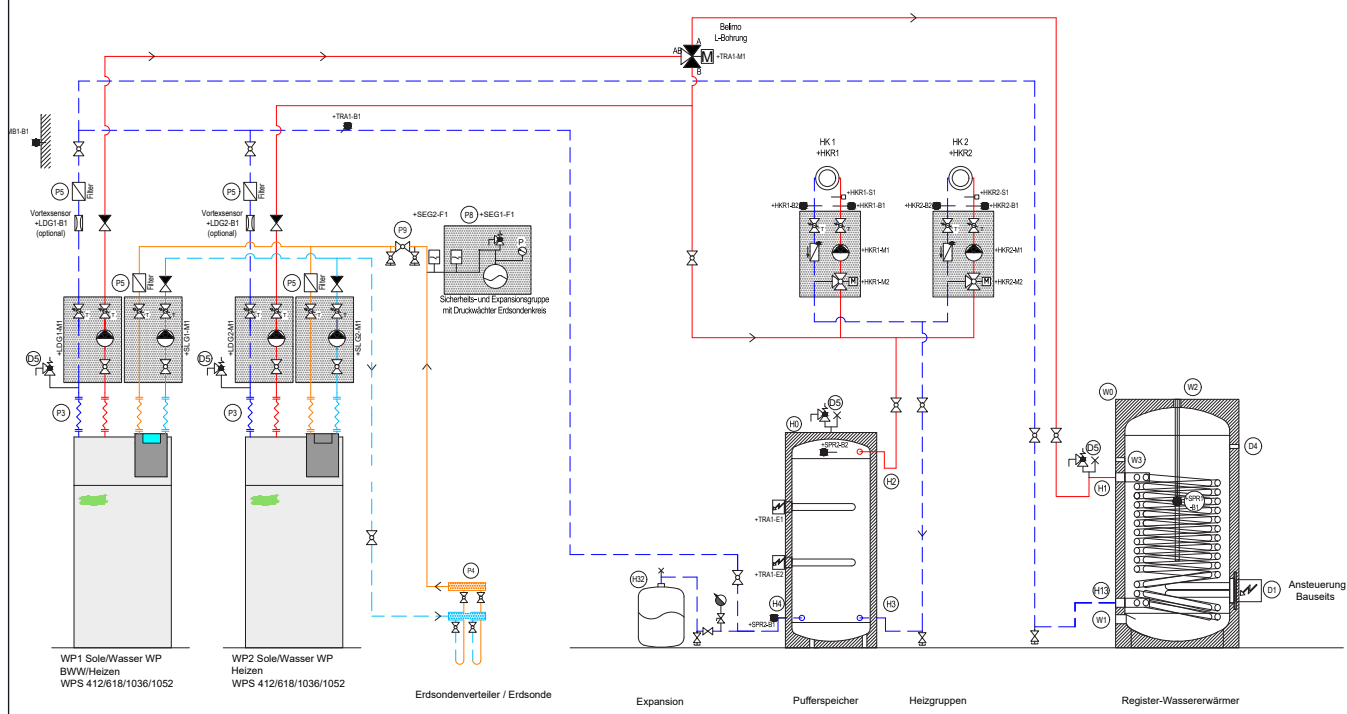 Belimo
L-Bohrung
A
AB
M
+TRA1-M1
B
MB1-B1
+TRA1-B1
HK 1
+HKR1
HK 2
+HKR2
P5
Filter
P5
Filter
+HKR1-S1
+HKR2-S1
+HKR1-B2
+HKR1-B1
+HKR2-B2
+HKR2-B1
Vortexsensor
+LDG1-B1
(optional)
Vortexsensor
+LDG2-B1
(optional)
+SEG2-F1
P8
+SEG1-F1
P9
P
T
T
T
T
+HKR1-M1
+HKR2-M1
M
+HKR1-M2
M
+HKR2-M2
P5
Filter
P5
Filter
Sicherheits- und Expansionsgruppe
mit Druckwächter Erdsondenkreis
T
T
T
T
T
T
T
T
+LDG1-M1
+SLG1-M1
+LDG2-M1
+SLG2-M1
D5
D5
P3
P3
W0
W2
D5
H0
+SPR2-B2
D4
D5
W3
H2
H1
+SPR1
-B1
+TRA1-E1
+TRA1-E2
P4
H32
H4
H3
+SPR2-B1
H13
W1
D1
Ansteuerung
Bauseits
WP1 Sole/Wasser WP
BWW/Heizen
WPS 412/618/1036/1052
WP2 Sole/Wasser WP
Heizen
WPS 412/618/1036/1052
Erdsondenverteiler / Erdsonde
Expansion
Pufferspeicher
Heizgruppen
Register-Wassererwärmer